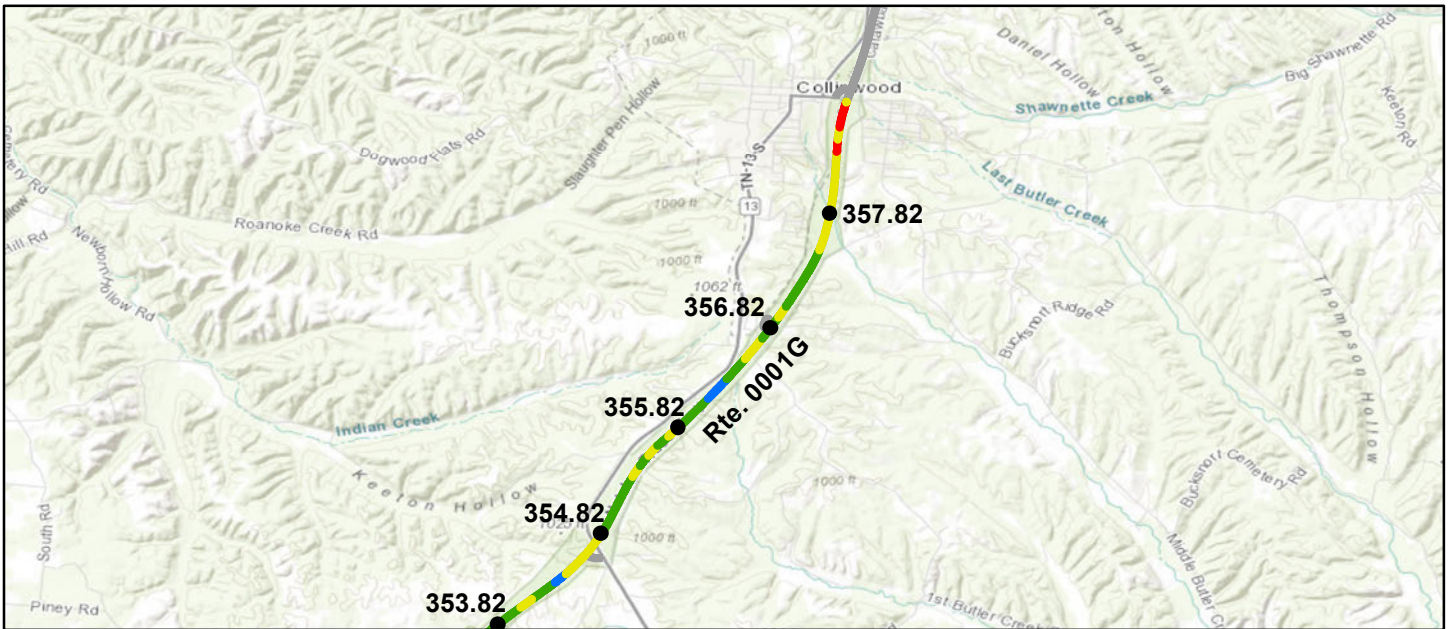 1000 ft
Daniel Hollow
Big Shawnette Rd
Collinwood
Shawnette Creek
Keeton Rd
Dogwood Flats Rd
Slaughter Pen Hollow
TN-13-S
Last Butler Creek
13
1000 ft
357.82
Roanoke Creek Rd
Hill Rd
Newborn Hollow Rd
1000 ft
1062 ft
356.82
Bucksnort Ridge Rd
Thompson Hollow
Rte. 0001G
355.82
Indian Creek
Keeton Hollow
1000 ft
Bucksnort Cemetery Rd
354.82
1000 ft
South Rd
353.82
Piney Rd
1st Butler Creek
Middle Butler